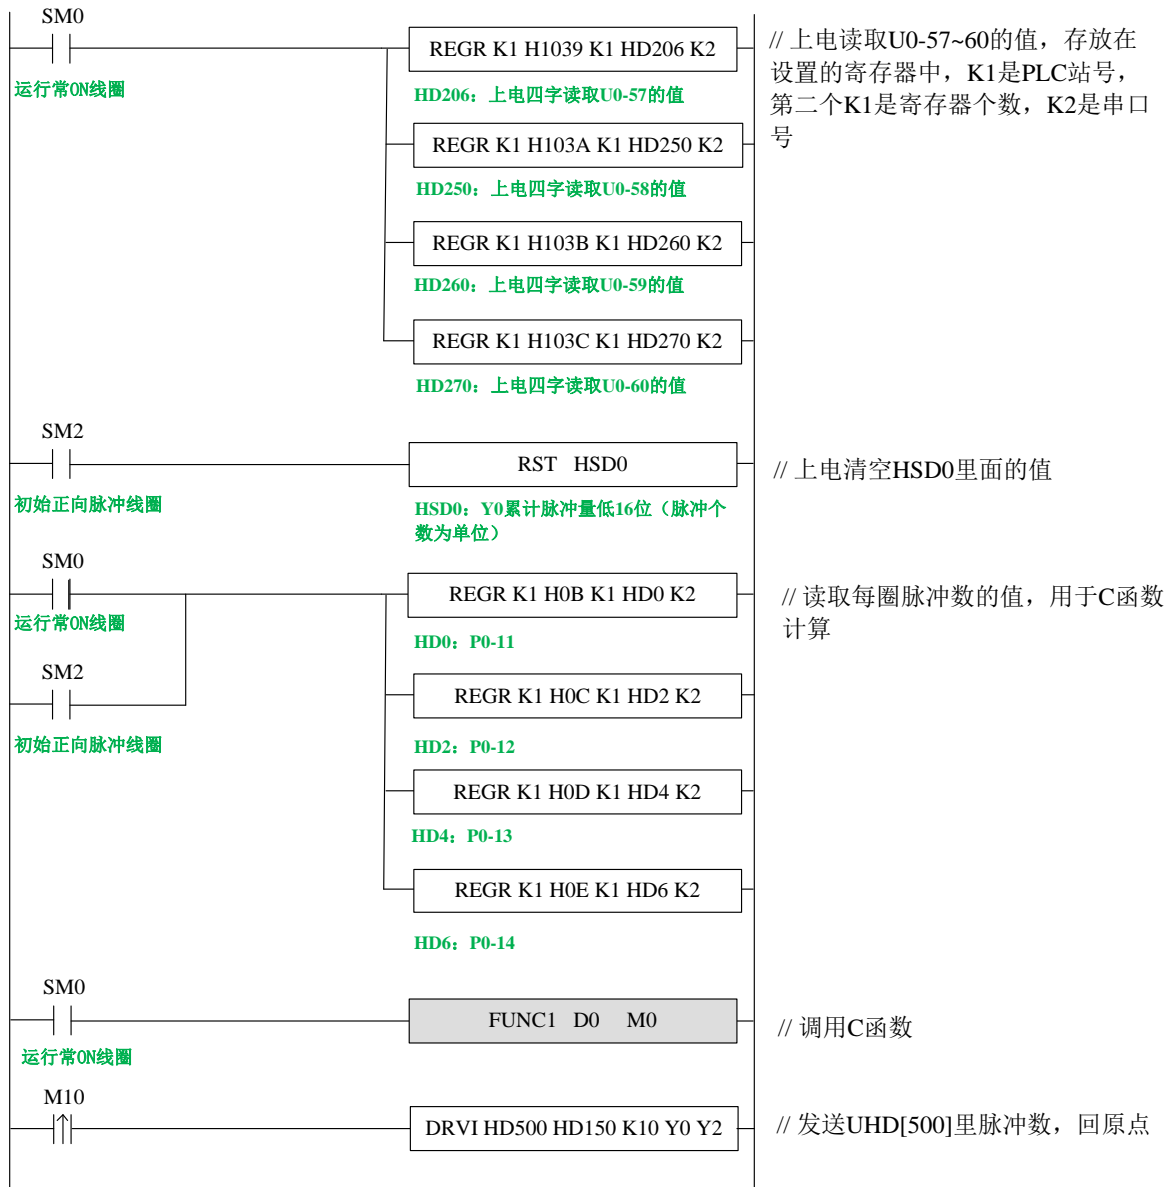 SM0
REGR K1 H1039 K1 HD206 K2
// 上电读取U0-57~60的值，存放在
设置的寄存器中，K1是PLC站号，
第二个K1是寄存器个数，K2是串口
号
运行常ON线圈
HD206：上电四字读取U0-57的值
REGR K1 H103A K1 HD250 K2
HD250：上电四字读取U0-58的值
REGR K1 H103B K1 HD260 K2
HD260：上电四字读取U0-59的值
REGR K1 H103C K1 HD270 K2
HD270：上电四字读取U0-60的值
SM2
RST HSD0
// 上电清空HSD0里面的值
初始正向脉冲线圈
HSD0：Y0累计脉冲量低16位（脉冲个
数为单位）
SM0
REGR K1 H0B K1 HD0 K2
// 读取每圈脉冲数的值，用于C函数
计算
运行常ON线圈
HD0：P0-11
SM2
REGR K1 H0C K1 HD2 K2
初始正向脉冲线圈
HD2：P0-12
REGR K1 H0D K1 HD4 K2
HD4：P0-13
REGR K1 H0E K1 HD6 K2
HD6：P0-14
SM0
FUNC1 D0 M0
// 调用C函数
运行常ON线圈
M10
DRVI HD500 HD150 K10 Y0 Y2
// 发送UHD[500]里脉冲数，回原点